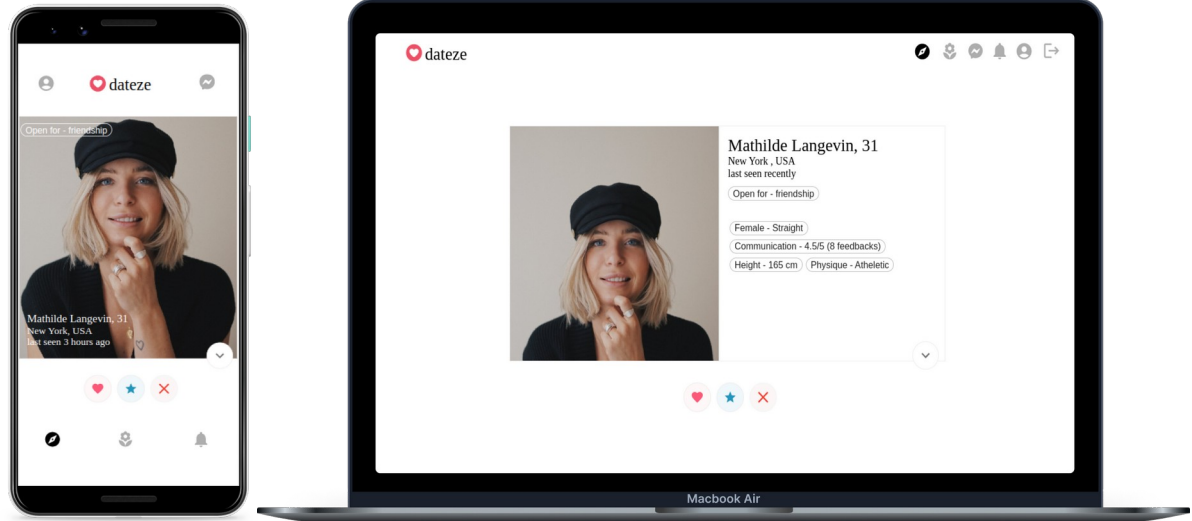 dateze
Open for - friendship
Mathilde Langevin, 31
New York, USA
last seen 3 hours ago
dateze
Mathilde Langevin, 31
New York , USA
last seen recently
Open for - friendship
Female - Straight
Communication - 4.5/5 (8 feedbacks)
Height - 165 cm Physique - Atheletic
Macbook Air